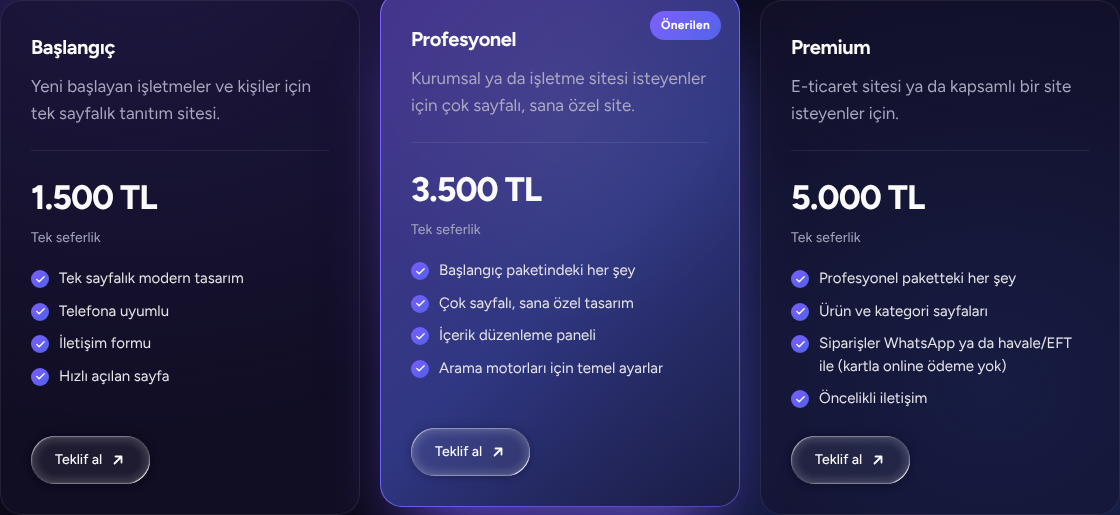 Başlangıç
Yeni başlayan işletmeler ve kişiler için
tek sayfalık tanıtım sitesi.
1.500 TL
Tek seferlik
Tek sayfalık modern tasarım
Telefona uyumlu
İletişim formu
Hızlı açılan sayfa
Teklif al
Önerilen
Profesyonel
Kurumsal ya da işletme sitesi isteyenler
için çok sayfalı, sana özel site.
3.500 TL
Tek seferlik
Başlangıç paketindeki her şey
Çok sayfalı, sana özel tasarım
İçerik düzenleme paneli
Arama motorları için temel ayarlar
Teklif al
Premium
E-ticaret sitesi ya da kapsamlı bir site
isteyenler için.
5.000 TL
Tek seferlik
Profesyonel paketteki her şey
Ürün ve kategori sayfaları
Siparişler WhatsApp ya da havale/EFT
ile (kartla online ödeme yok)
Öncelikli iletişim
Teklif al